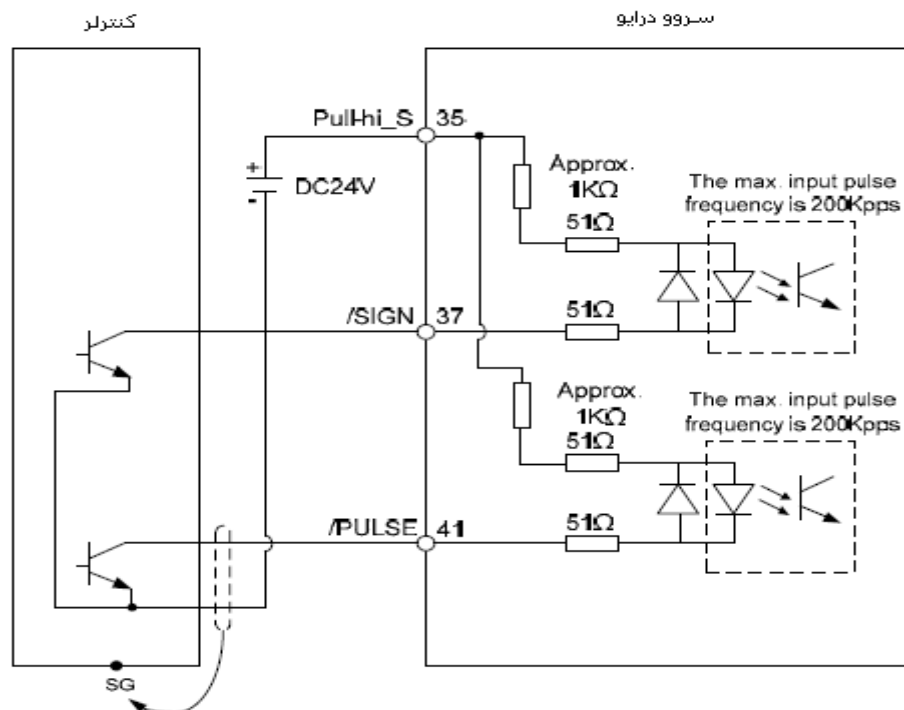 کنترلر
سروو درایو
Pull-hi_S
35
+
DC24V
-
Approx.
1KΩ
51Ω
The max. input pulse
frequency is 200Kpps
/SIGN
37
51Ω
Approx.
1KΩ
51Ω
The max. input pulse
frequency is 200Kpps
/PULSE
41
51Ω
SG